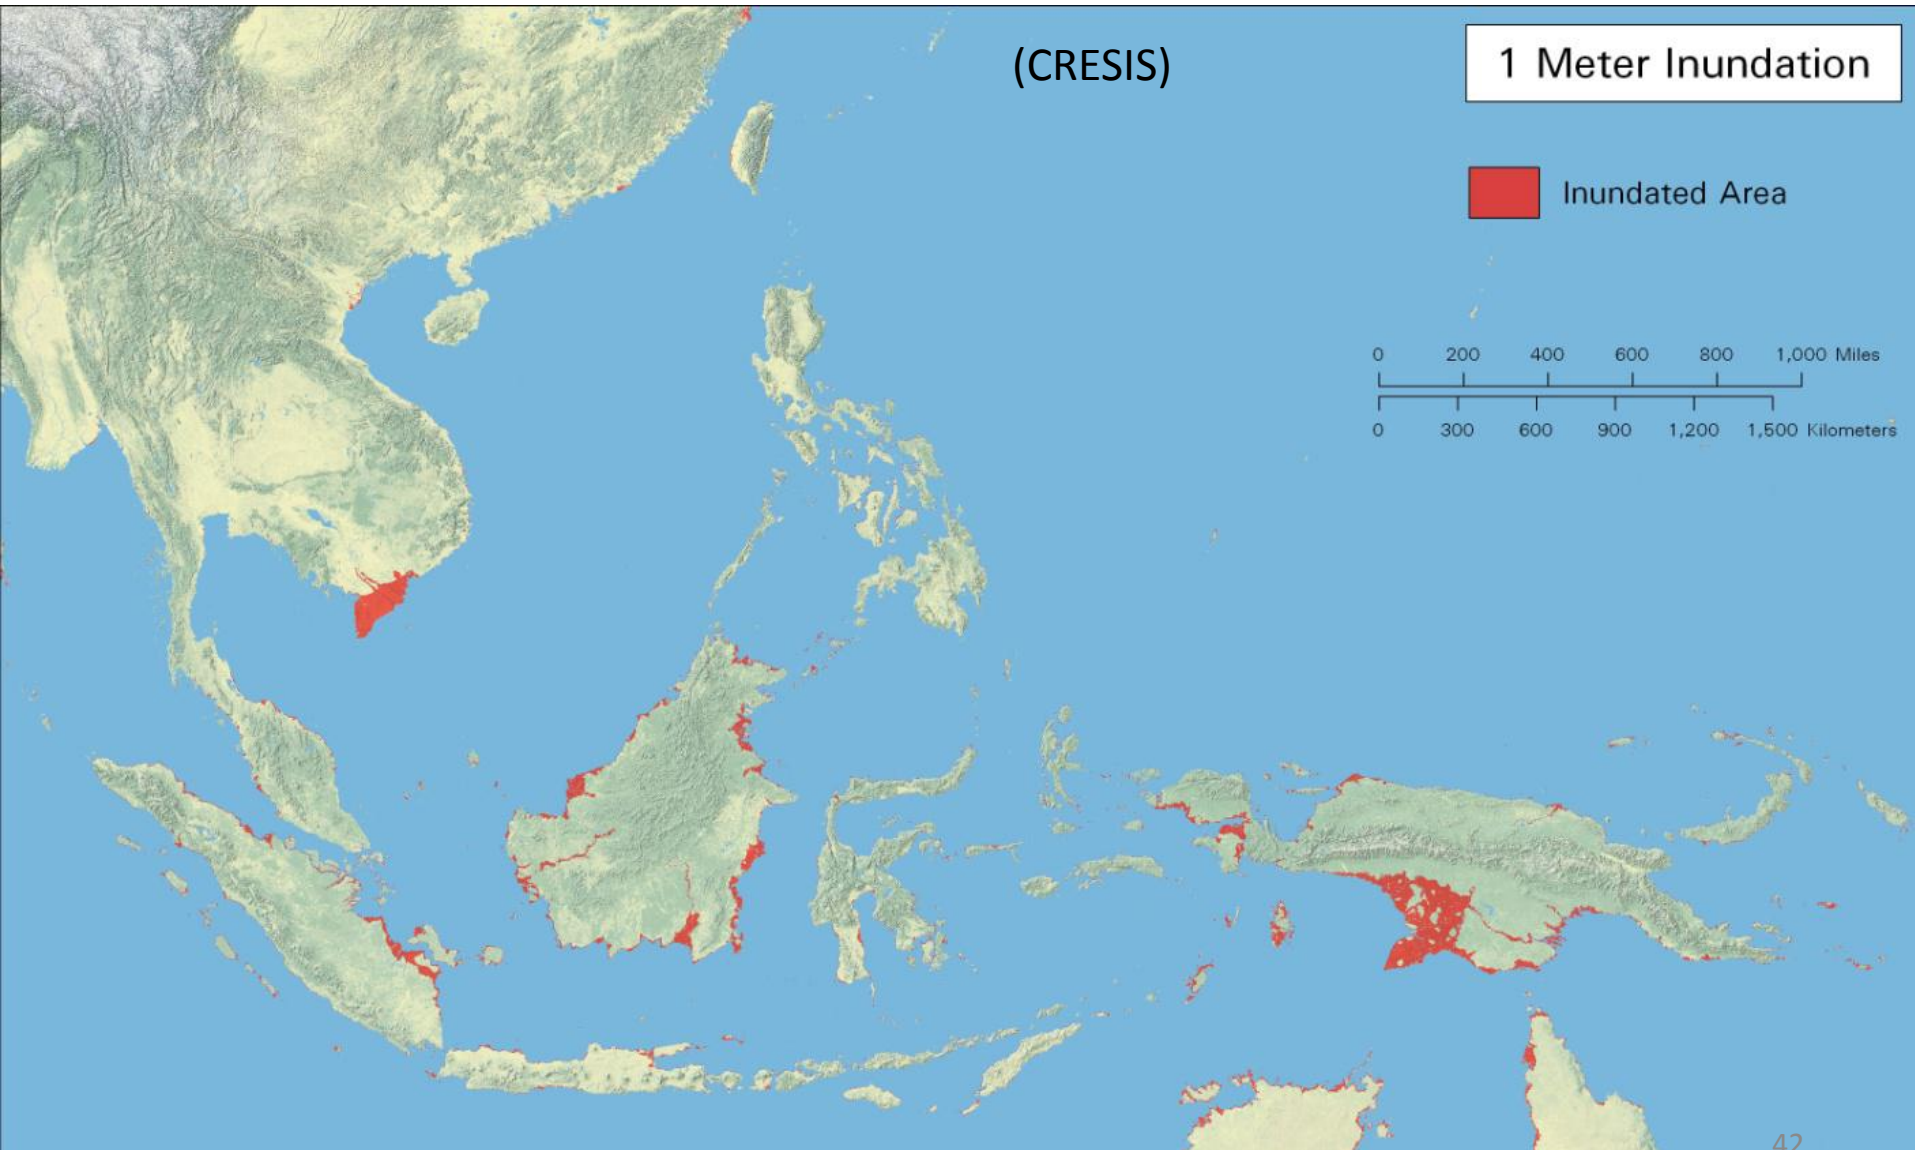 (CRESIS)
1 Meter Inundation
Inundated Area
0 200 400 600 800 1,000 Miles
0 300 600 900 1,200 1,500 Kilometers
42